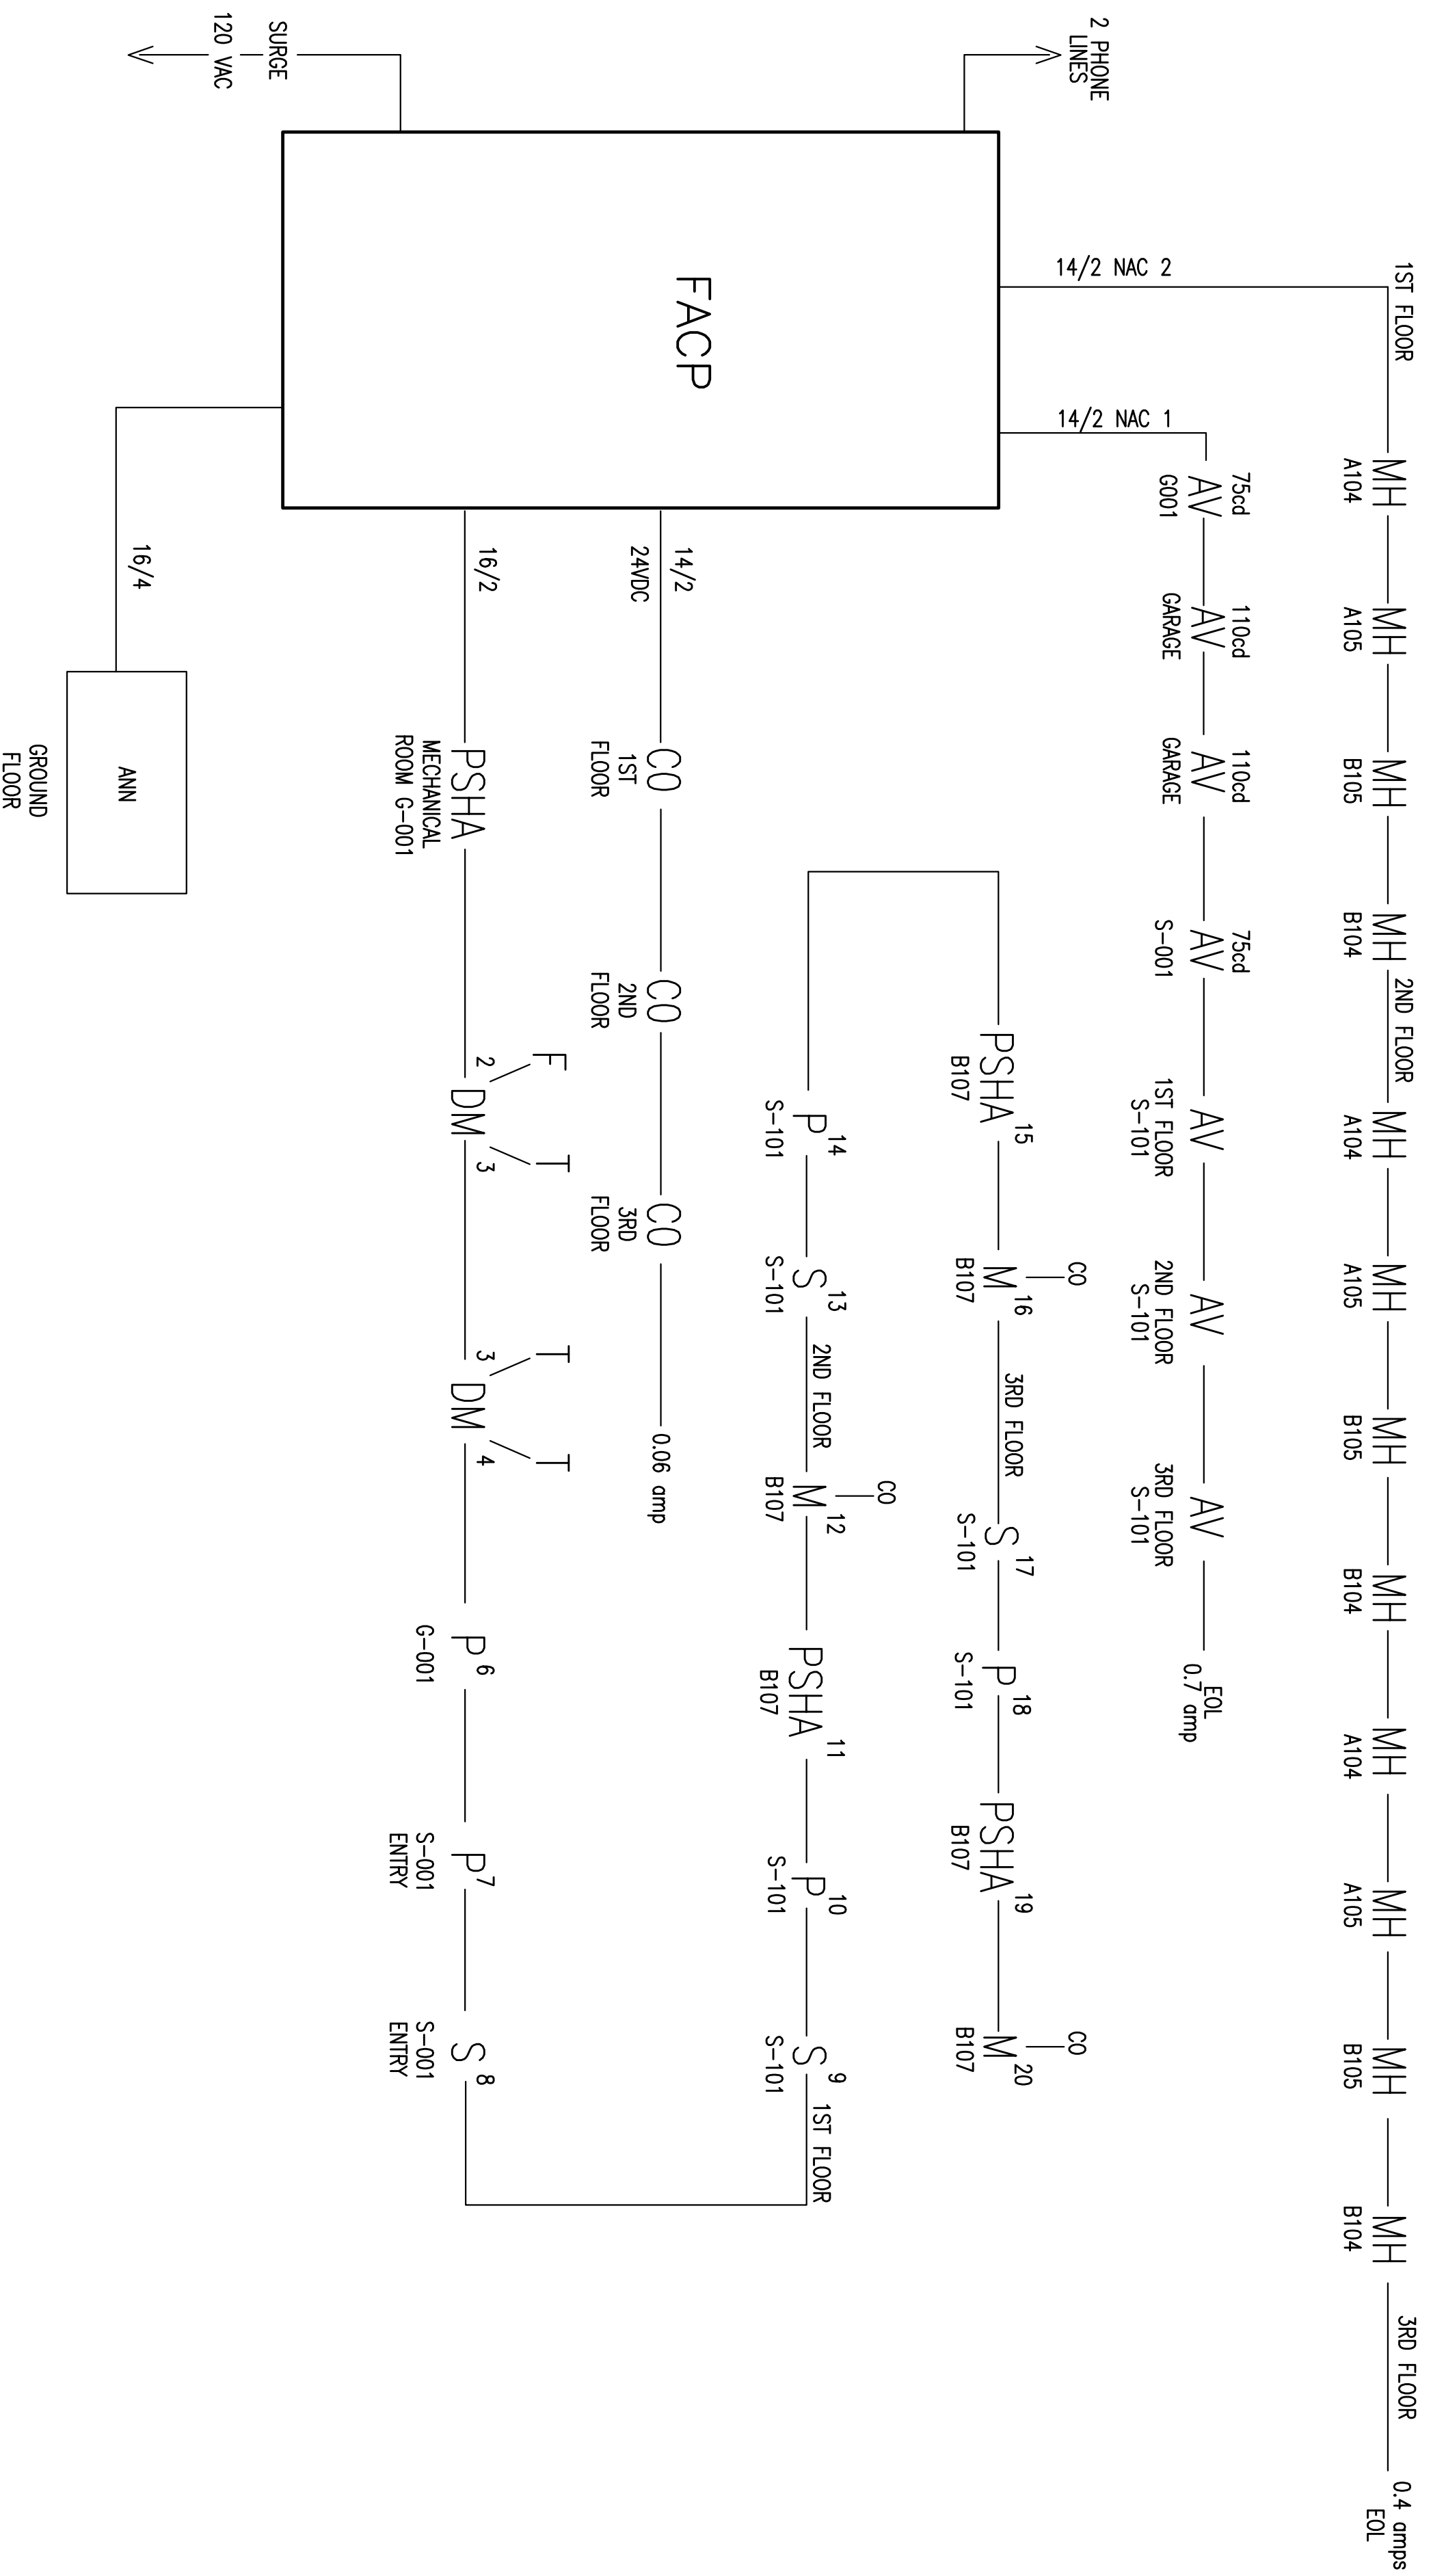 1ST FLOOR
MH
A104
MH
A105
MH
B105
MH
B104
2ND FLOOR
MH
A104
MH
A105
MH
B105
MH
B104
MH
A104
MH
A105
MH
B105
MH
B104
3RD FLOOR
0.4 amps
EOL
14/2 NAC 2
14/2 NAC 1
75cd
AV
G001
110cd
AV
GARAGE
110cd
AV
GARAGE
75cd
AV
S-001
AV
1ST FLOOR
S-101
AV
2ND FLOOR
S-101
AV
3RD FLOOR
S-101
EOL
0.7 amp
2 PHONE
LINES
FACP
SURGE
120 VAC
PSHA
15
B107
CO
M
16
B107
3RD FLOOR
S
17
S-101
P
18
S-101
PSHA
19
B107
CO
M
20
B107
P
14
S-101
S
13
S-101
2ND FLOOR
CO
M
12
B107
PSHA
11
B107
P
10
S-101
S
9
S-101
1ST FLOOR
14/2
24VDC
CO
1ST
FLOOR
CO
2ND
FLOOR
CO
3RD
FLOOR
0.06 amp
16/2
PSHA
MECHANICAL
ROOM G-001
F
T
2
DM
3
T
T
3
DM
4
P
6
G-001
P
7
S-001
ENTRY
S
8
S-001
ENTRY
16/4
ANN
GROUND
FLOOR